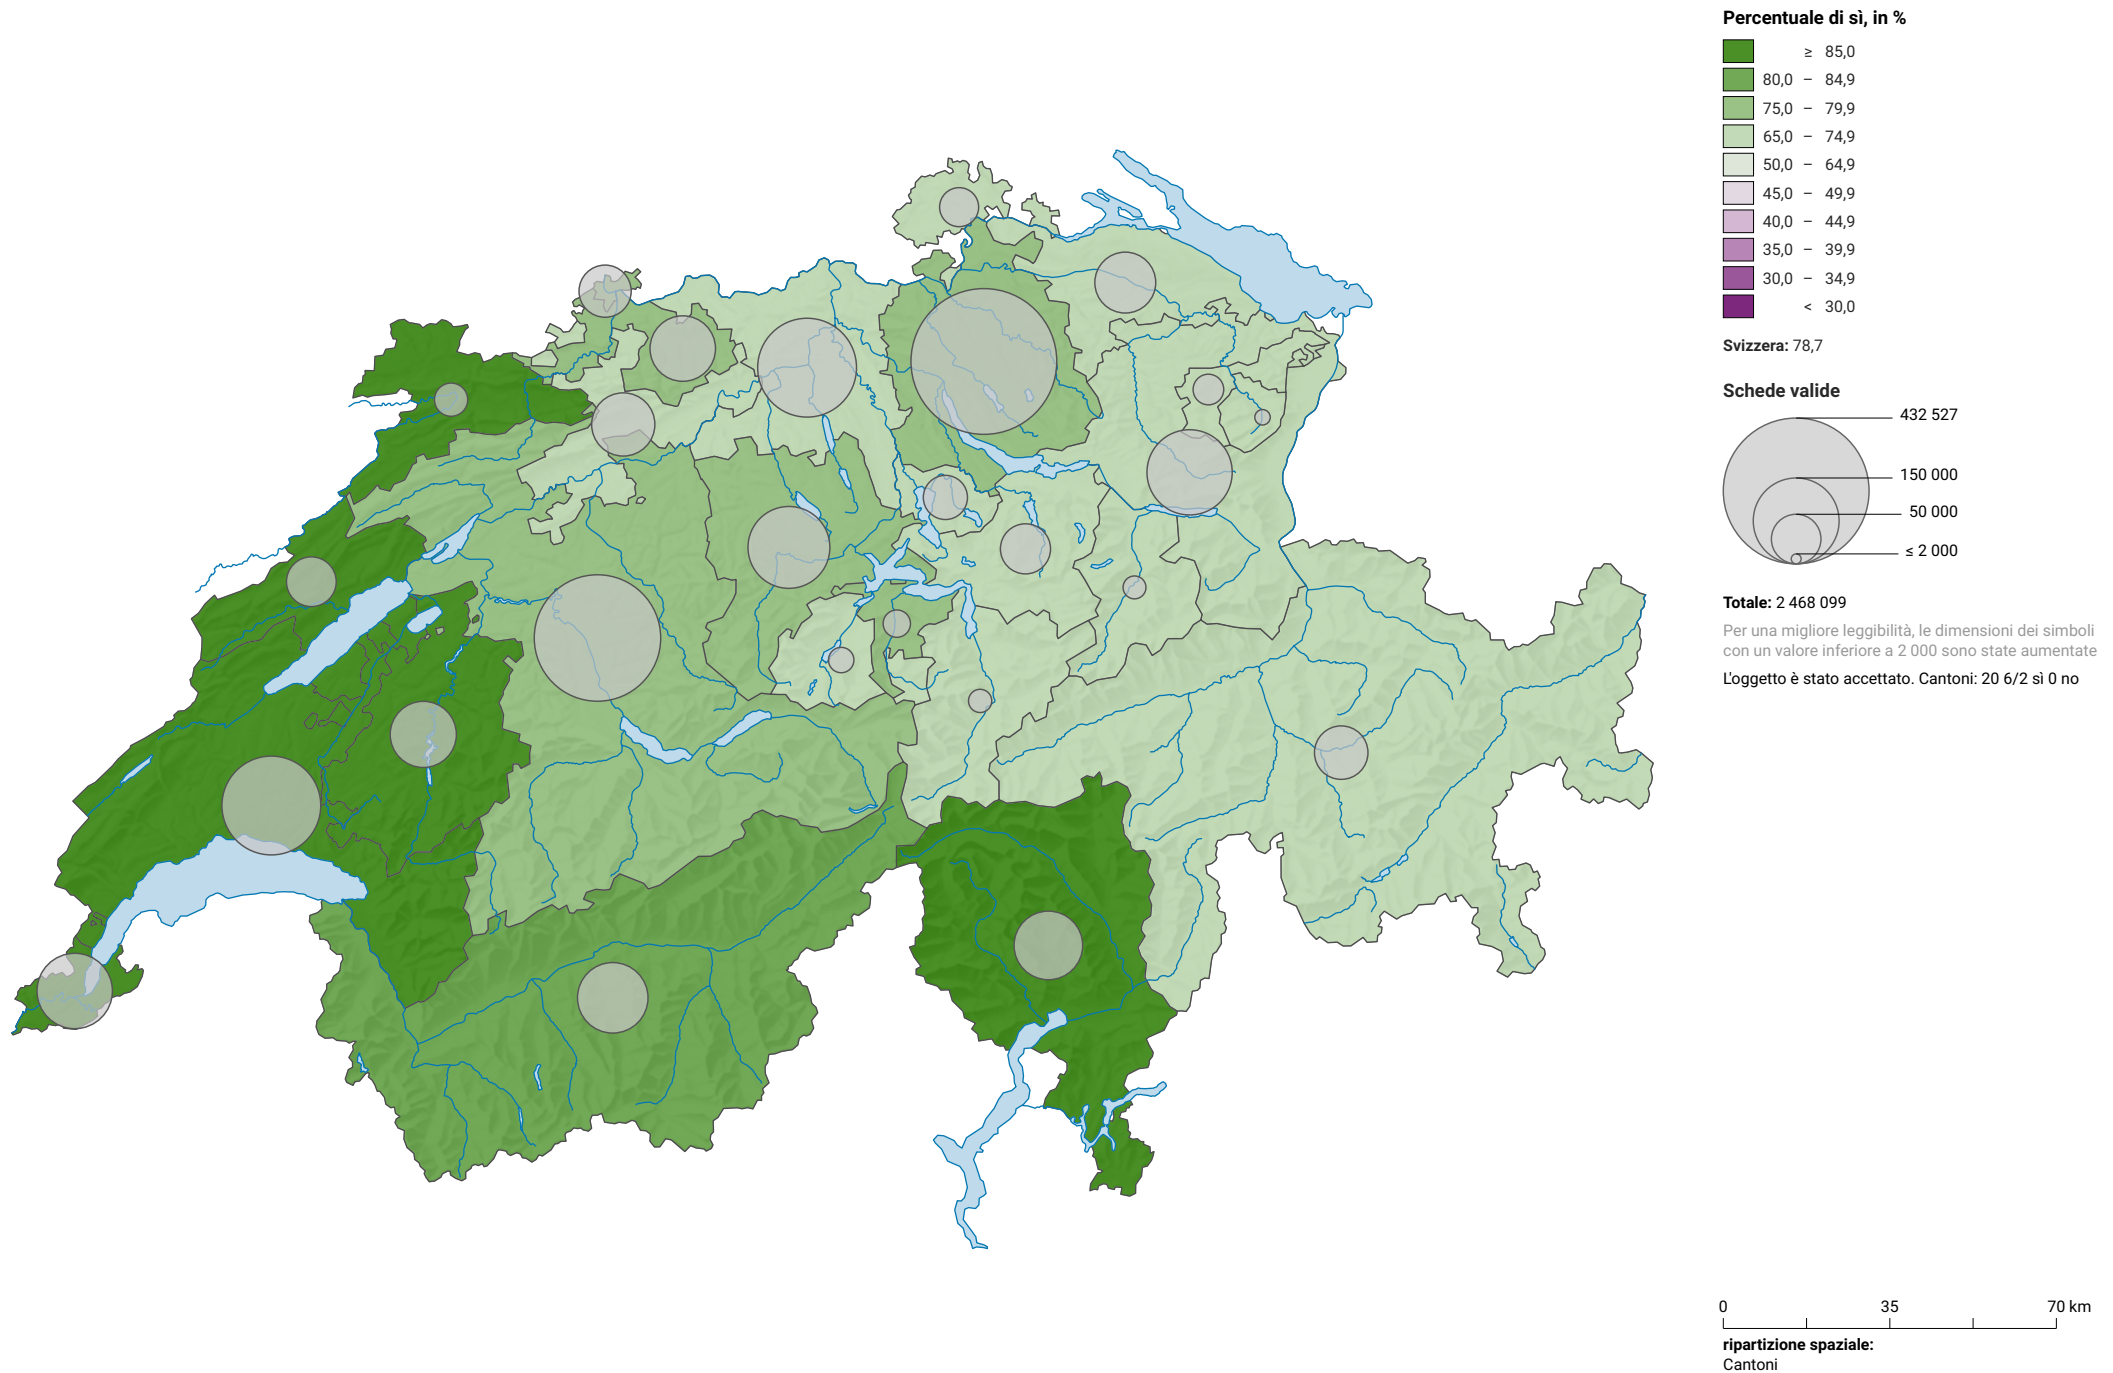 Percentuale di sì, in %
≥ 85,0
80,0 – 84,9
75,0 – 79,9
65,0 – 74,9
50,0 – 64,9
45,0 – 49,9
40,0 – 44,9
35,0 – 39,9
30,0 – 34,9
< 30,0
Svizzera: 78,7
Schede valide
432 527
150 000
50 000
≤ 2 000
Totale: 2 468 099
Per una migliore leggibilità, le dimensioni dei simboli
con un valore inferiore a 2 000 sono state aumentate
L'oggetto è stato accettato. Cantoni: 20 6/2 sì 0 no
0 35 70 km
ripartizione spaziale:
Cantoni